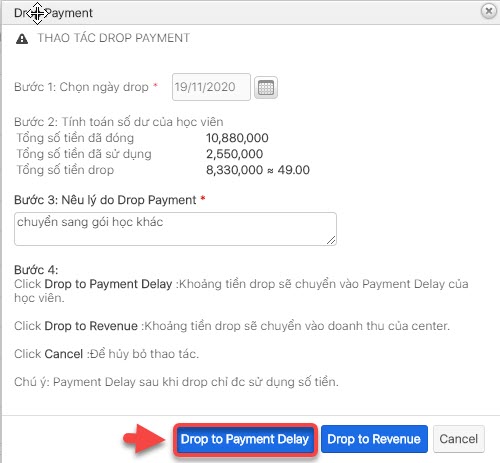 Drop Payment
THAO TÁC DROP PAYMENT
Bước 1: Chọn ngày drop * 19/11/2020
Bước 2: Tính toán số dư của học viên
Tổng số tiền đã đóng 10,880,000
Tổng số tiền đã sử dụng 2,550,000
Tổng số tiền drop 8,330,000 ≈ 49.00
Bước 3: Nêu lý do Drop Payment *
chuyển sang gói học khác
Bước 4:
Click Drop to Payment Delay :Khoảng tiền drop sẽ chuyển vào Payment Delay của
học viên.
Click Drop to Revenue :Khoảng tiền drop sẽ chuyển vào doanh thu của center.
Click Cancel :Để hủy bỏ thao tác.
Chú ý: Payment Delay sau khi drop chỉ đc sử dụng số tiền.
Drop to Payment Delay Drop to Revenue Cancel